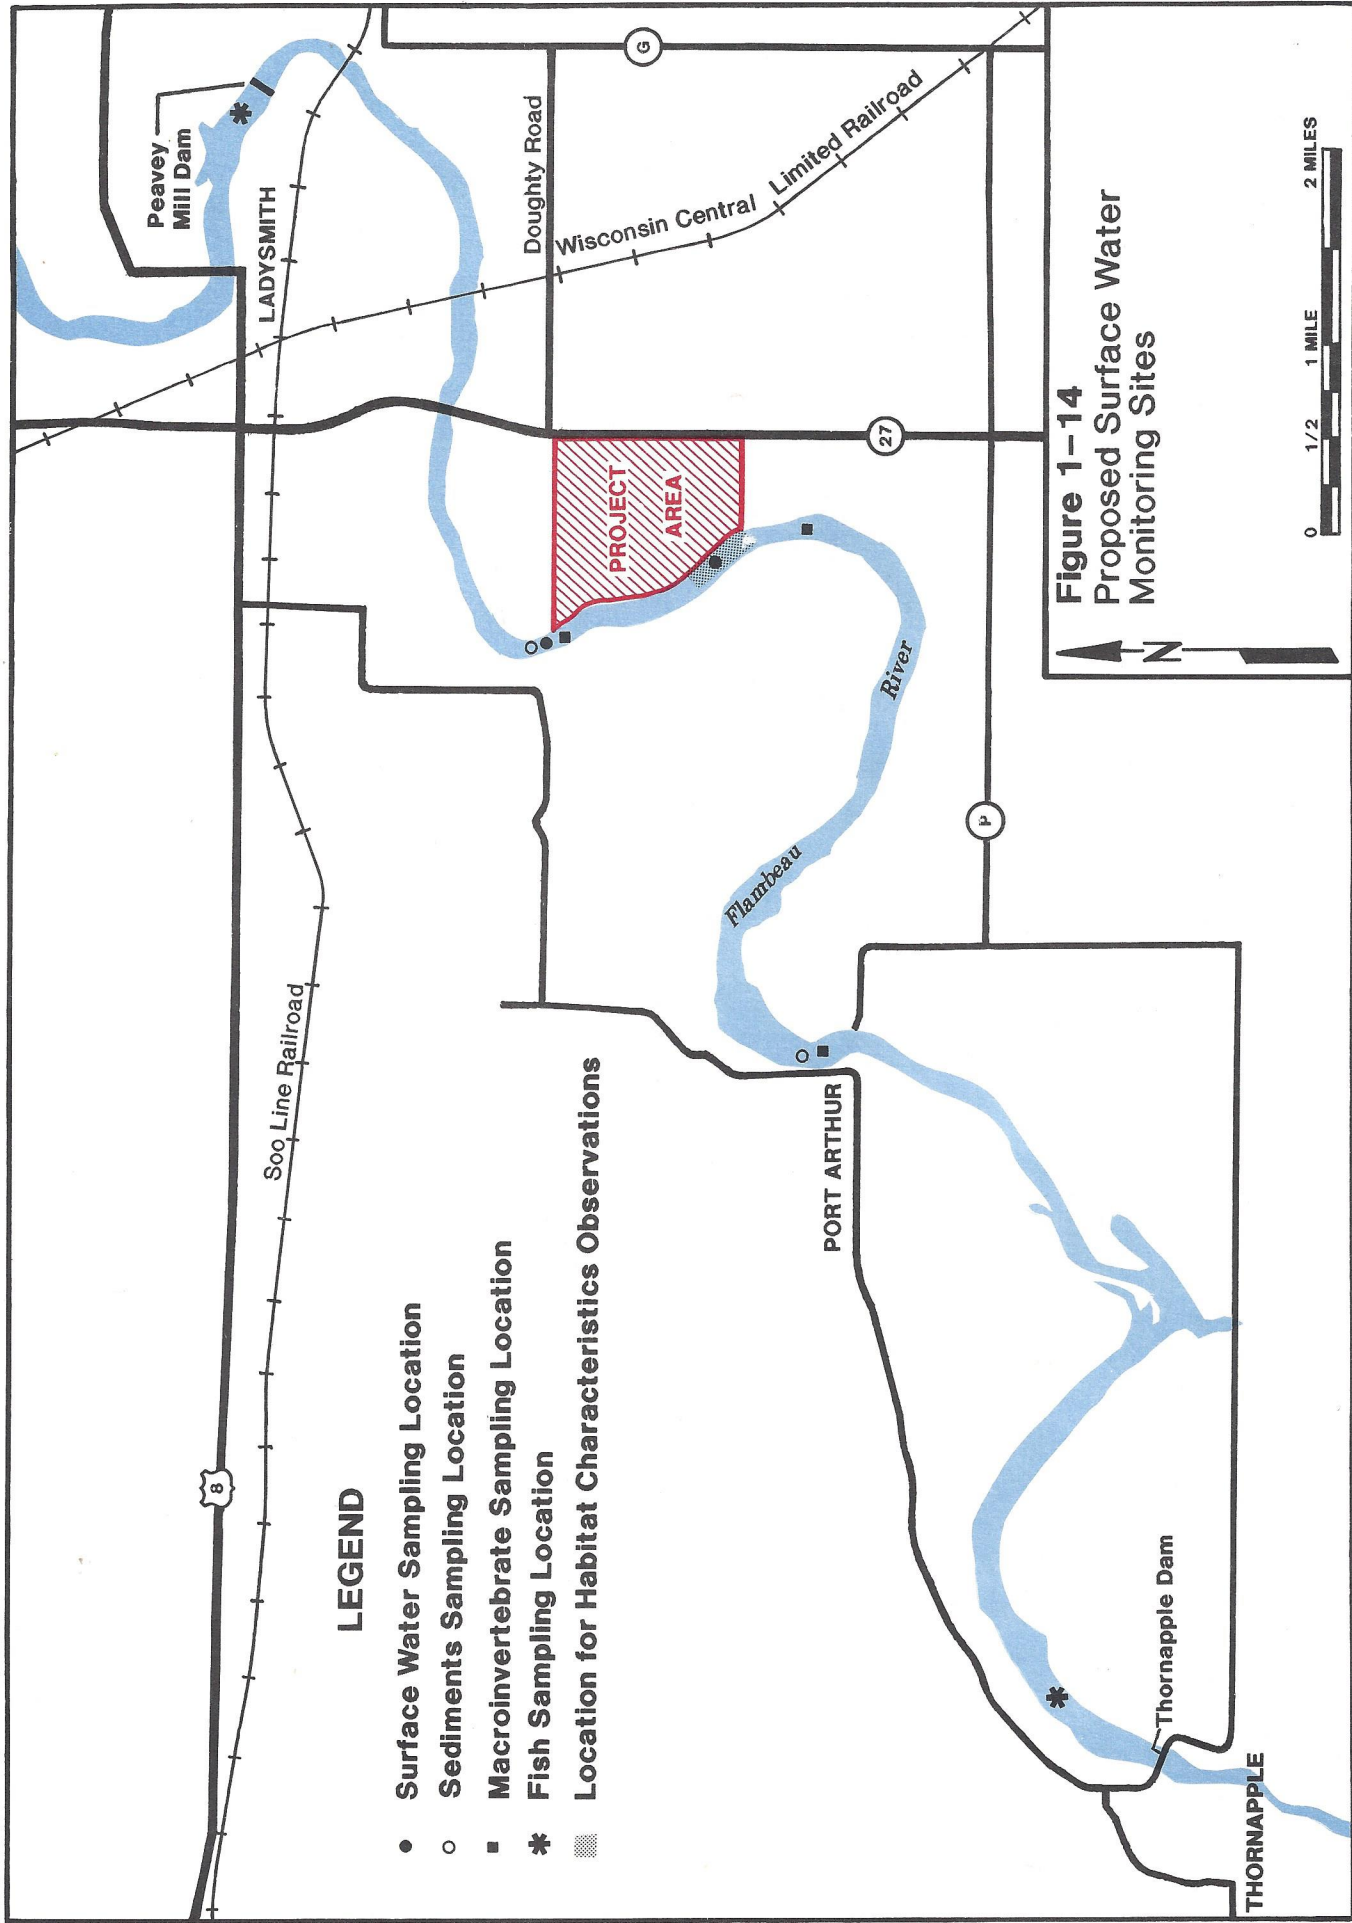 Peavey
Mill Dam
LADYSMITH
G
Doughty Road
Wisconsin Central Limited Railroad
Soo Line Railroad
8
PROJECT
AREA
27
River
Flambeau
P
PORT ARTHUR
Thornapple Dam
THORNAPPLE
LEGEND
Surface Water Sampling Location
Sediments Sampling Location
Macroinvertebrate Sampling Location
Fish Sampling Location
Location for Habitat Characteristics Observations
N
Figure 1-14
Proposed Surface Water
Monitoring Sites
0 1/2 1 MILE 2 MILES